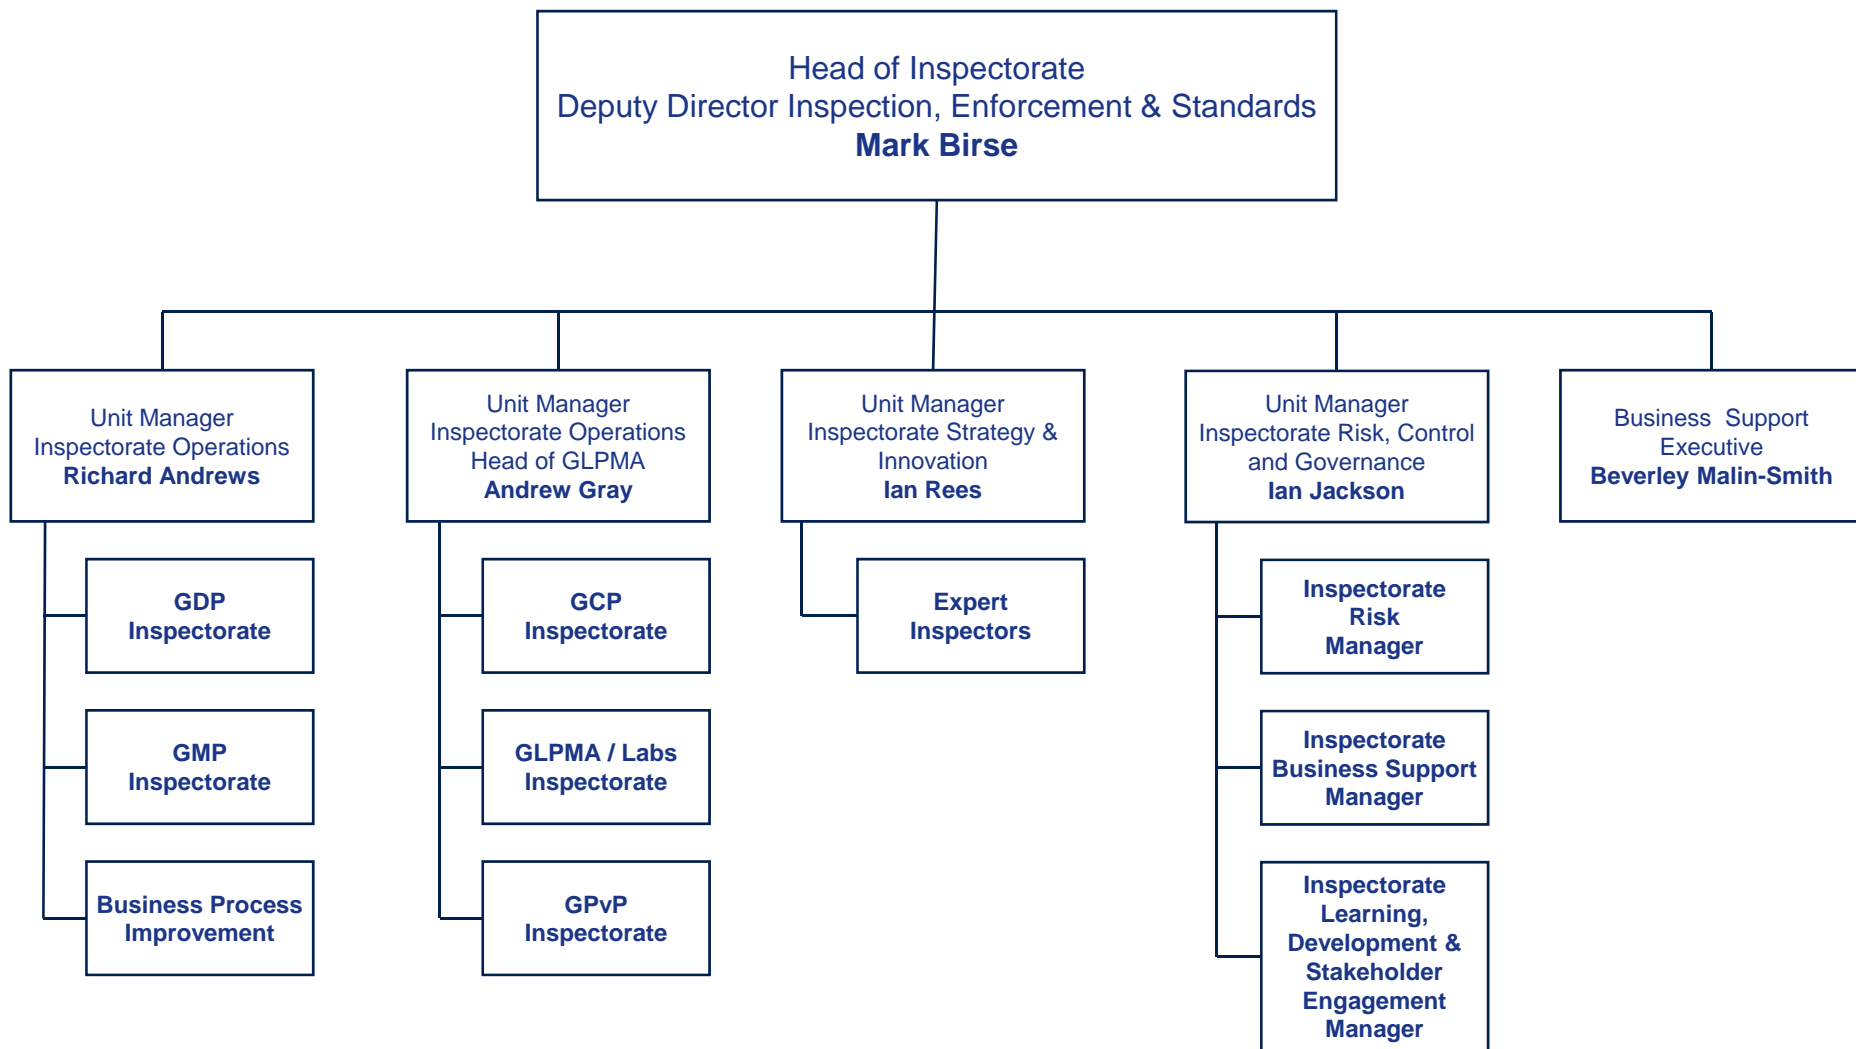 Head of Inspectorate
Deputy Director Inspection, Enforcement & Standards
Mark Birse
Unit Manager
Inspectorate Operations
Richard Andrews
Unit Manager
Inspectorate Operations
Head of GLPMA
Andrew Gray
Unit Manager
Inspectorate Strategy &
Innovation
Ian Rees
Unit Manager
Inspectorate Risk, Control
and Governance
Ian Jackson
Business Support
Executive
Beverley Malin-Smith
GDP
Inspectorate
GMP
Inspectorate
Business Process
Improvement
GCP
Inspectorate
GLPMA / Labs
Inspectorate
GPvP
Inspectorate
Expert
Inspectors
Inspectorate
Risk
Manager
Inspectorate
Business Support
Manager
Inspectorate
Learning,
Development &
Stakeholder
Engagement
Manager